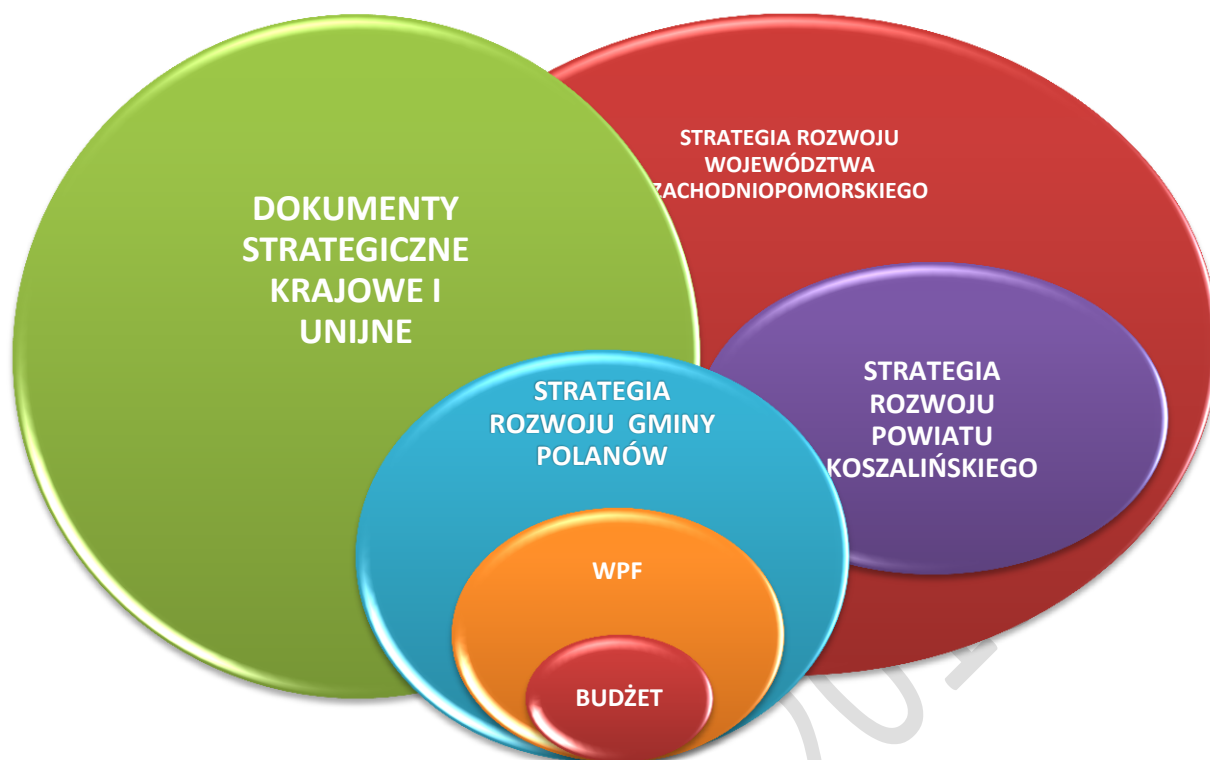 DOKUMENTY
STRATEGICZNE
KRAJOWE I
UNIJNE
STRATEGIA ROZWOJU
WOJEWÓDZTWA
ZACHODNIOPOMORSKIEGO
STRATEGIA
ROZWOJU
POWIATU
KOSZALIŃSKIEGO
STRATEGIA
ROZWOJU GMINY
POLANÓW
WPF
BUDŻET